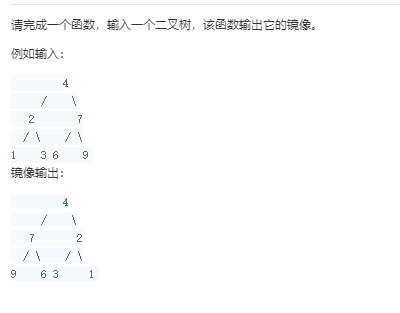 请完成一个函数，输入一个二叉树，该函数输出它的镜像。
例如输入：
     4
   /   \
  2     7
 / \   / \
1   3 6   9
镜像输出：
     4
   /   \
  7     2
 / \   / \
9   6 3   1